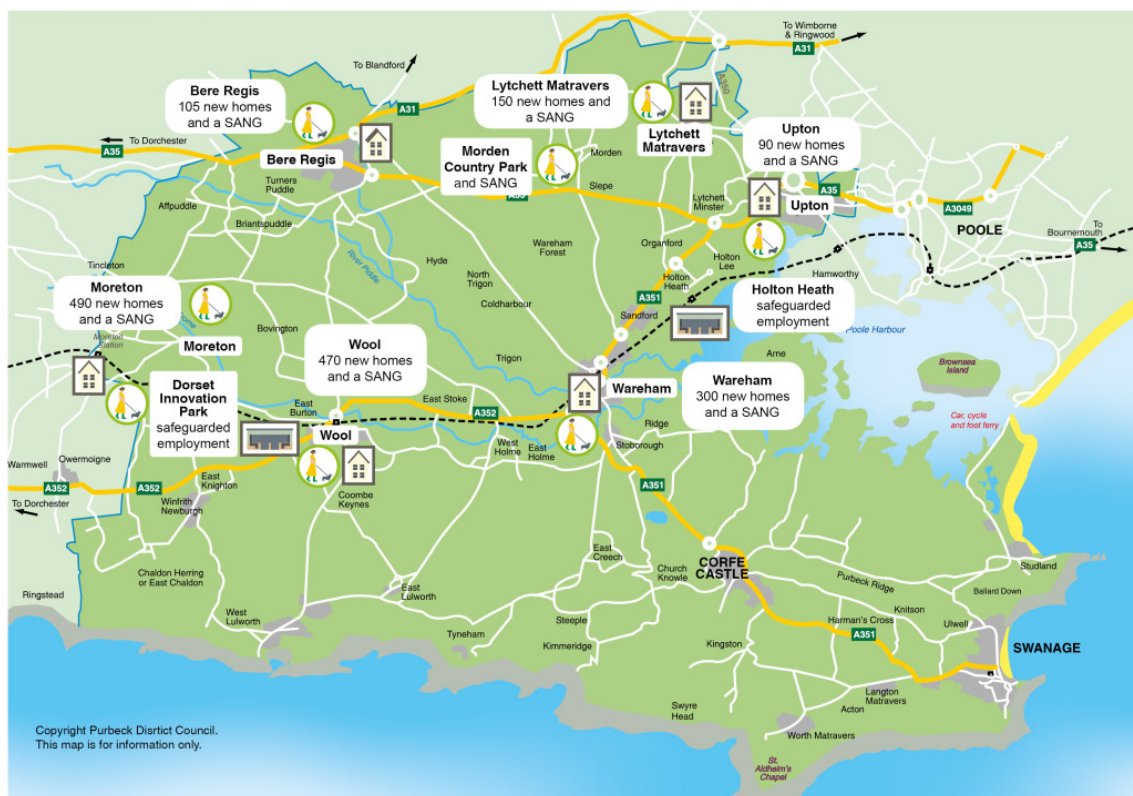 To Wimborne
& Ringwood
A31
To Blandford
Bere Regis
105 new homes
and a SANG
Lytchett Matravers
150 new homes and
a SANG
A350
A31
Lytchett
Matravers
Upton
90 new homes
and a SANG
To Dorchester
A35
Bere Regis
Morden
Country Park
and SANG
Morden
Turners
Puddle
Slepe
A35
Lytchett
Minster
A35
Upton
A3049
POOLE
To
Bournemouth
A35
Affpuddle
Briantspuddle
River Piddle
Hyde
Wareham
Forest
Organford
Holton
Lee
Hamworthy
Tincleton
North
Trigon
Holton
Heath
Moreton
490 new homes
and a SANG
Moreton
Station
Coldharbour
A351
Holton Heath
safeguarded
employment
Poole Harbour
Sandford
Bovington
Moreton
Wool
470 new homes
and a SANG
Trigon
Arne
Brownsea
Island
Dorset
Innovation
Park
safeguarded
employment
East
Burton
East Stoke
A352
Wareham
Wareham
300 new homes
and a SANG
Car, cycle
and foot ferry
Wool
Ridge
Stoborough
West
Holme
East
Holme
Warmwell
Owermoigne
East
Knighton
A352
A352
To Dorchester
Winfrith
Newburgh
Coombe
Keynes
A351
Chaldon Herring
or East Chaldon
East
Creech
Church
Knowle
CORFE
CASTLE
Studland
Purbeck Ridge
Ballard Down
Ringstead
East
Lulworth
West
Lulworth
Steeple
Knitson
Harman's Cross
Ulwell
Tyneham
Kimmeridge
Kingston
A351
SWANAGE
Langton
Matravers
Acton
Swyre
Head
Worth Matravers
St.
Aldhelm's
Chapel
Copyright Purbeck Disrtict Council.
This map is for information only.